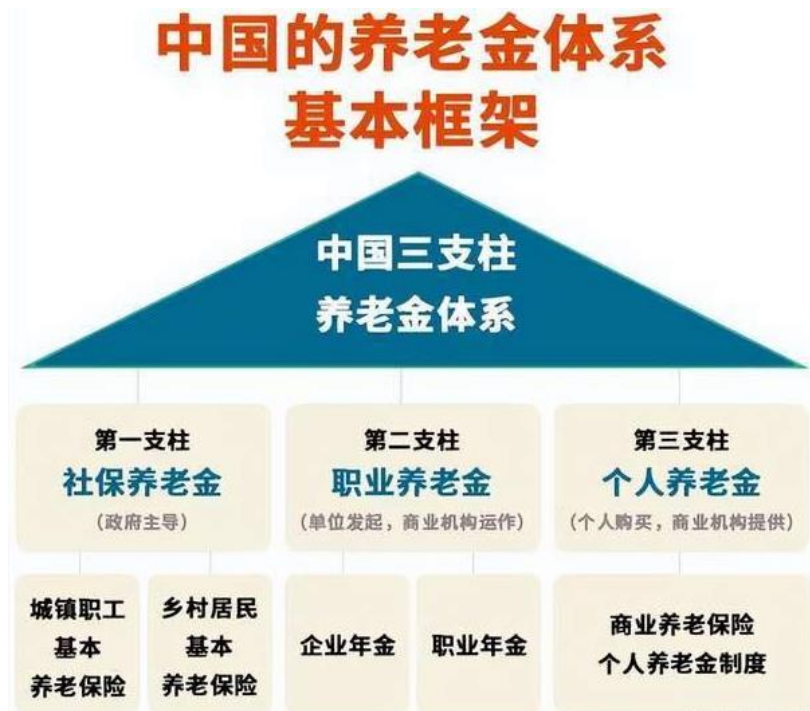 中国的养老金体系
基本框架
中国三支柱
养老金体系
第一支柱
社保养老金
（政府主导）
城镇职工
基本
养老保险
乡村居民
基本
养老保险
第二支柱
职业养老金
（单位发起，商业机构运作）
企业年金
职业年金
第三支柱
个人养老金
（个人购买，商业机构提供）
商业养老保险
个人养老金制度